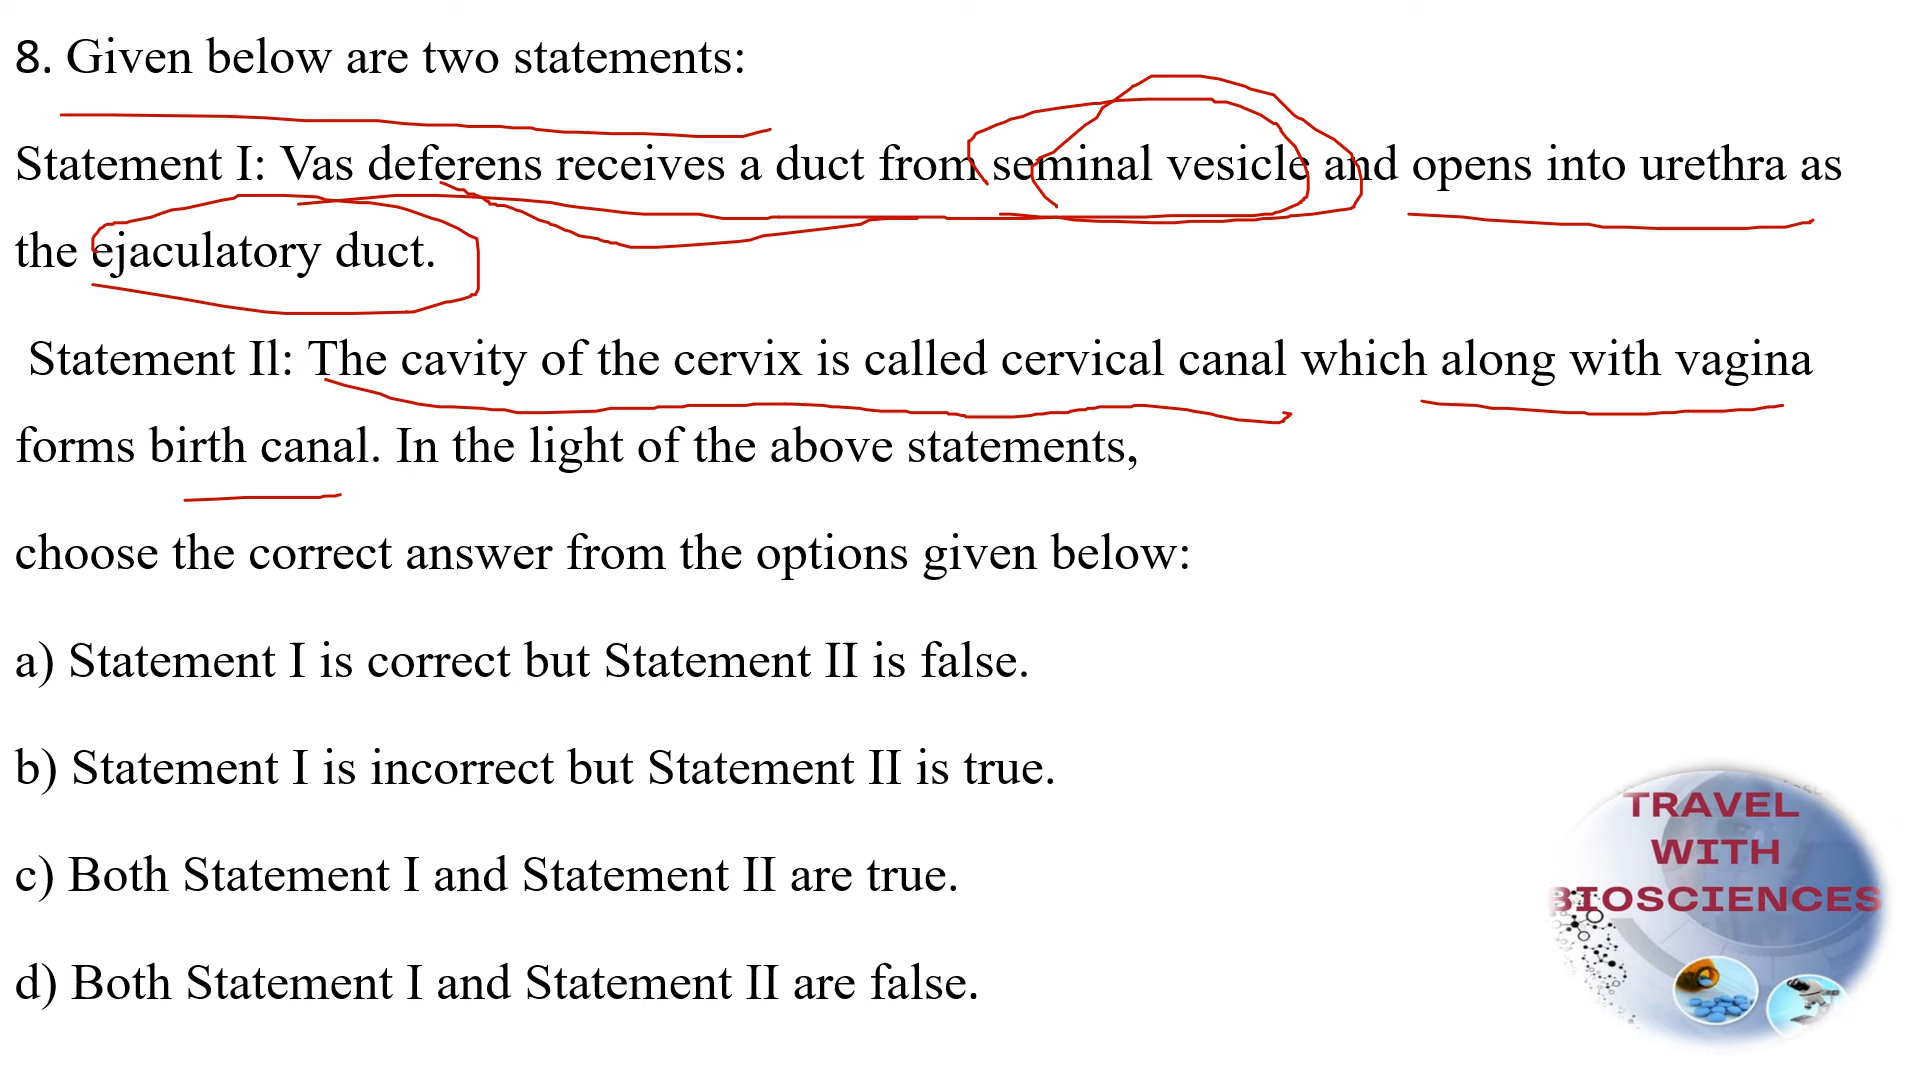 8. Given below are two statements:
Statement I: Vas deferens receives a duct from seminal vesicle and opens into urethra as
the ejaculatory duct.
Statement Il: The cavity of the cervix is called cervical canal which along with vagina
forms birth canal. In the light of the above statements,
choose the correct answer from the options given below:
a) Statement I is correct but Statement II is false.
b) Statement I is incorrect but Statement II is true.
c) Both Statement I and Statement II are true.
d) Both Statement I and Statement II are false.
TRAVEL
WITH
BIOSCIENCES